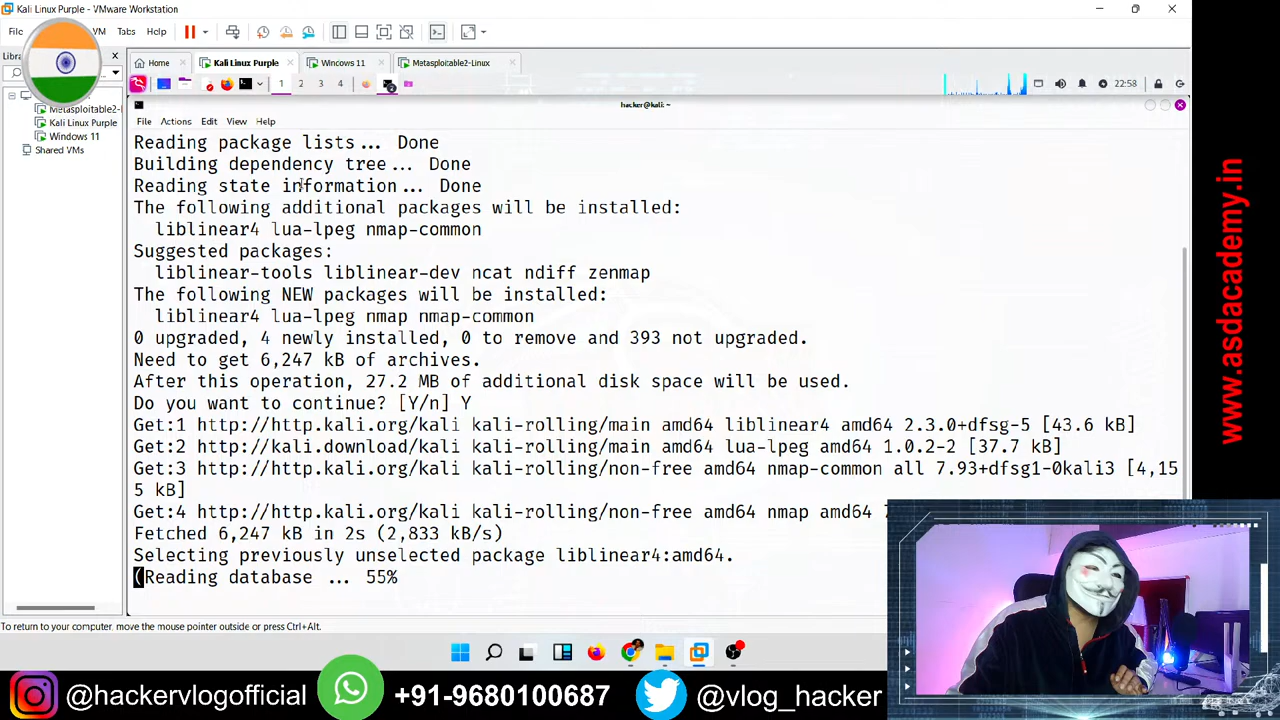 Kali Linux Purple - VMware Workstation
File
VM
Tabs
Help
Home
Kali Linux Purple
Windows 11
Metasploitable2-Linux
1
2
3
4
22:58
Metasploitable2-
Kali Linux Purple
Windows 11
Shared VMs
hacker@kali: ~
File
Actions
Edit
View
Help
Reading package lists... Done
Building dependency tree... Done
Reading state information... Done
The following additional packages will be installed:
liblinear4 lua-lpeg nmap-common
Suggested packages:
liblinear-tools liblinear-dev ncat ndiff zenmap
The following NEW packages will be installed:
liblinear4 lua-lpeg nmap nmap-common
0 upgraded, 4 newly installed, 0 to remove and 393 not upgraded.
Need to get 6,247 kB of archives.
After this operation, 27.2 MB of additional disk space will be used.
Do you want to continue? [Y/n] Y
Get:1 http://http.kali.org/kali kali-rolling/main amd64 liblinear4 amd64 2.3.0+dfsg-5 [43.6 kB]
Get:2 http://kali.download/kali kali-rolling/main amd64 lua-lpeg amd64 1.0.2-2 [37.7 kB]
Get:3 http://http.kali.org/kali kali-rolling/non-free amd64 nmap-common all 7.93+dfsg1-0kali3 [4,15
5 kB]
Get:4 http://http.kali.org/kali kali-rolling/non-free amd64 nmap amd64
Fetched 6,247 kB in 2s (2,833 kB/s)
Selecting previously unselected package liblinear4:amd64.
(Reading database ... 55%
To return to your computer, move the mouse pointer outside or press Ctrl+Alt.
www.asdacademy.in
@hackervlogofficial
+91-9680100687
@vlog_hacker